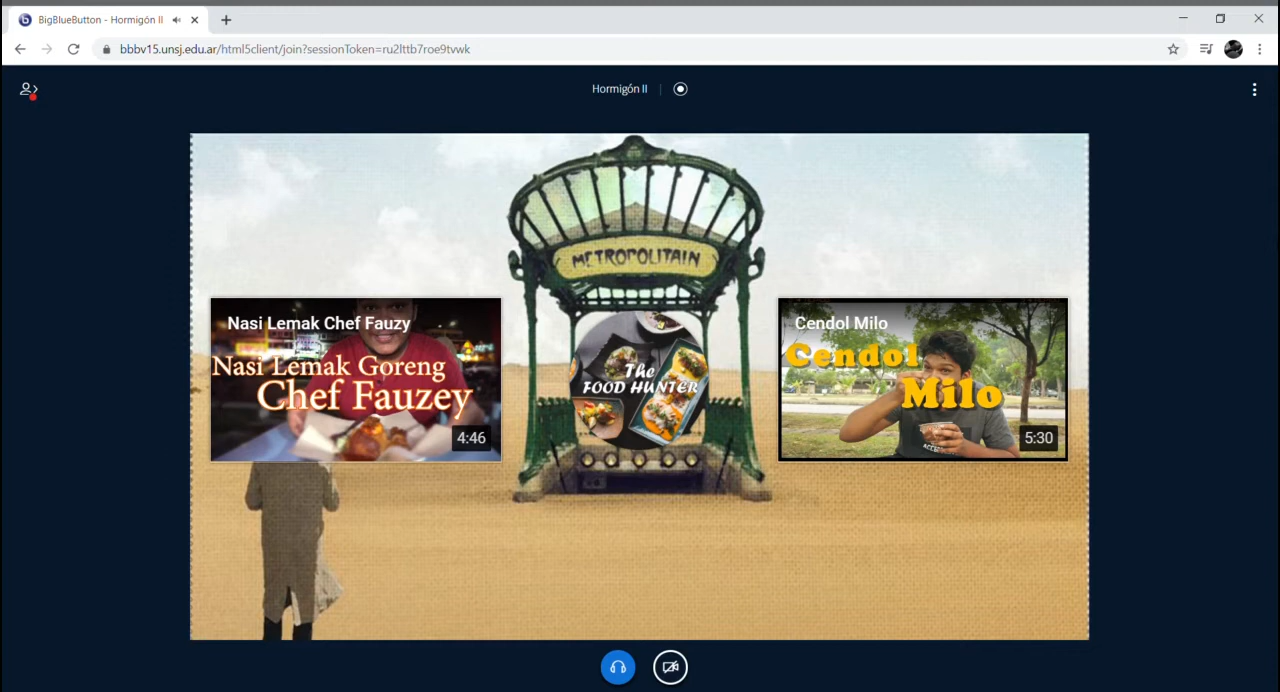 BigBlueButton - Hormigón II
bbbv15.unsj.edu.ar/html5client/join?sessionToken=ru2lttb7roe9tvwk
Hormigón II
METROPOLITAIN
Nasi Lemak Chef Fauzy
Nasi Lemak Goreng
Chef Fauzey
4:46
The
FOOD HUNTER
Cendol Milo
Cendol
Milo
5:30